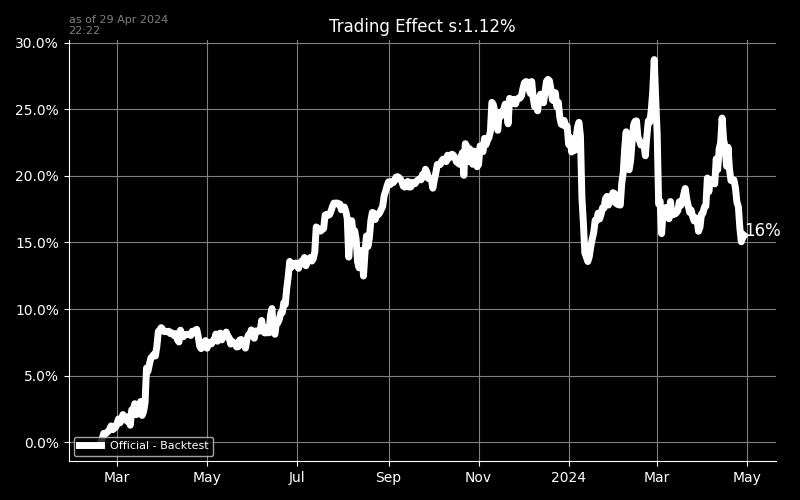 as of 29 Apr 2024
22:22
Trading Effect s:1.12%
30.0%
25.0%
20.0%
15.0%
10.0%
5.0%
0.0%
16%
Official - Backtest
Mar
May
Jul
Sep
Nov
2024
Mar
May